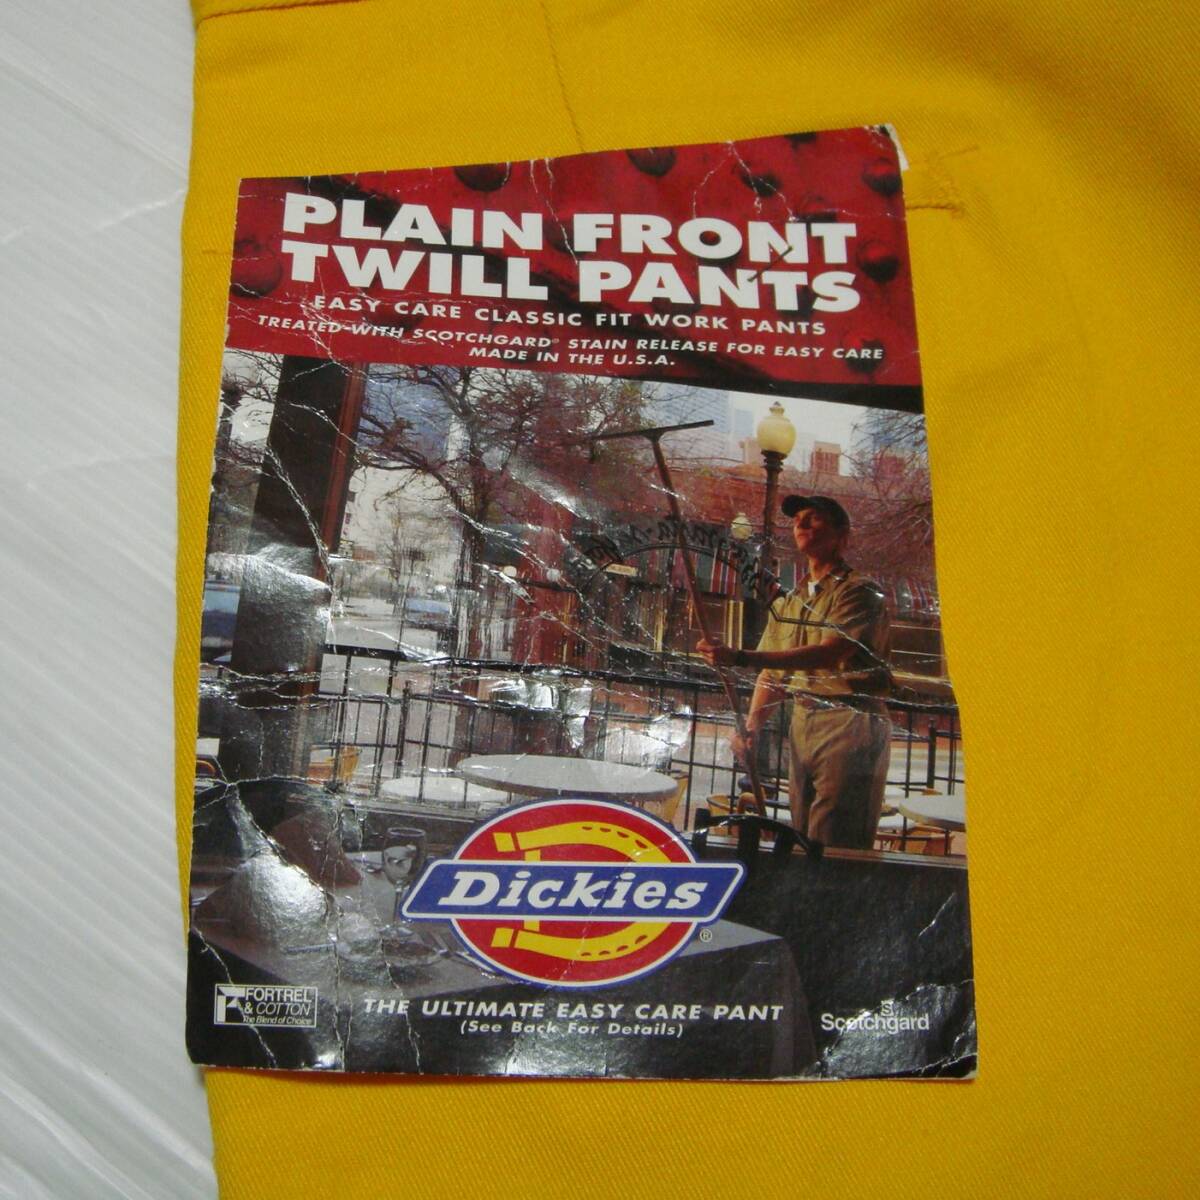 PLAIN FRONT
TWILL PANTS
EASY CARE CLASSIC FIT WORK PANTS
TREATED WITH SCOTCHGARD® STAIN RELEASE FOR EASY CARE
MADE IN THE U.S.A.
Dickies
®
FORTREL
& COTTON
The Blend of Choice
THE ULTIMATE EASY CARE PANT
(See Back For Details)
S
Scotchgard